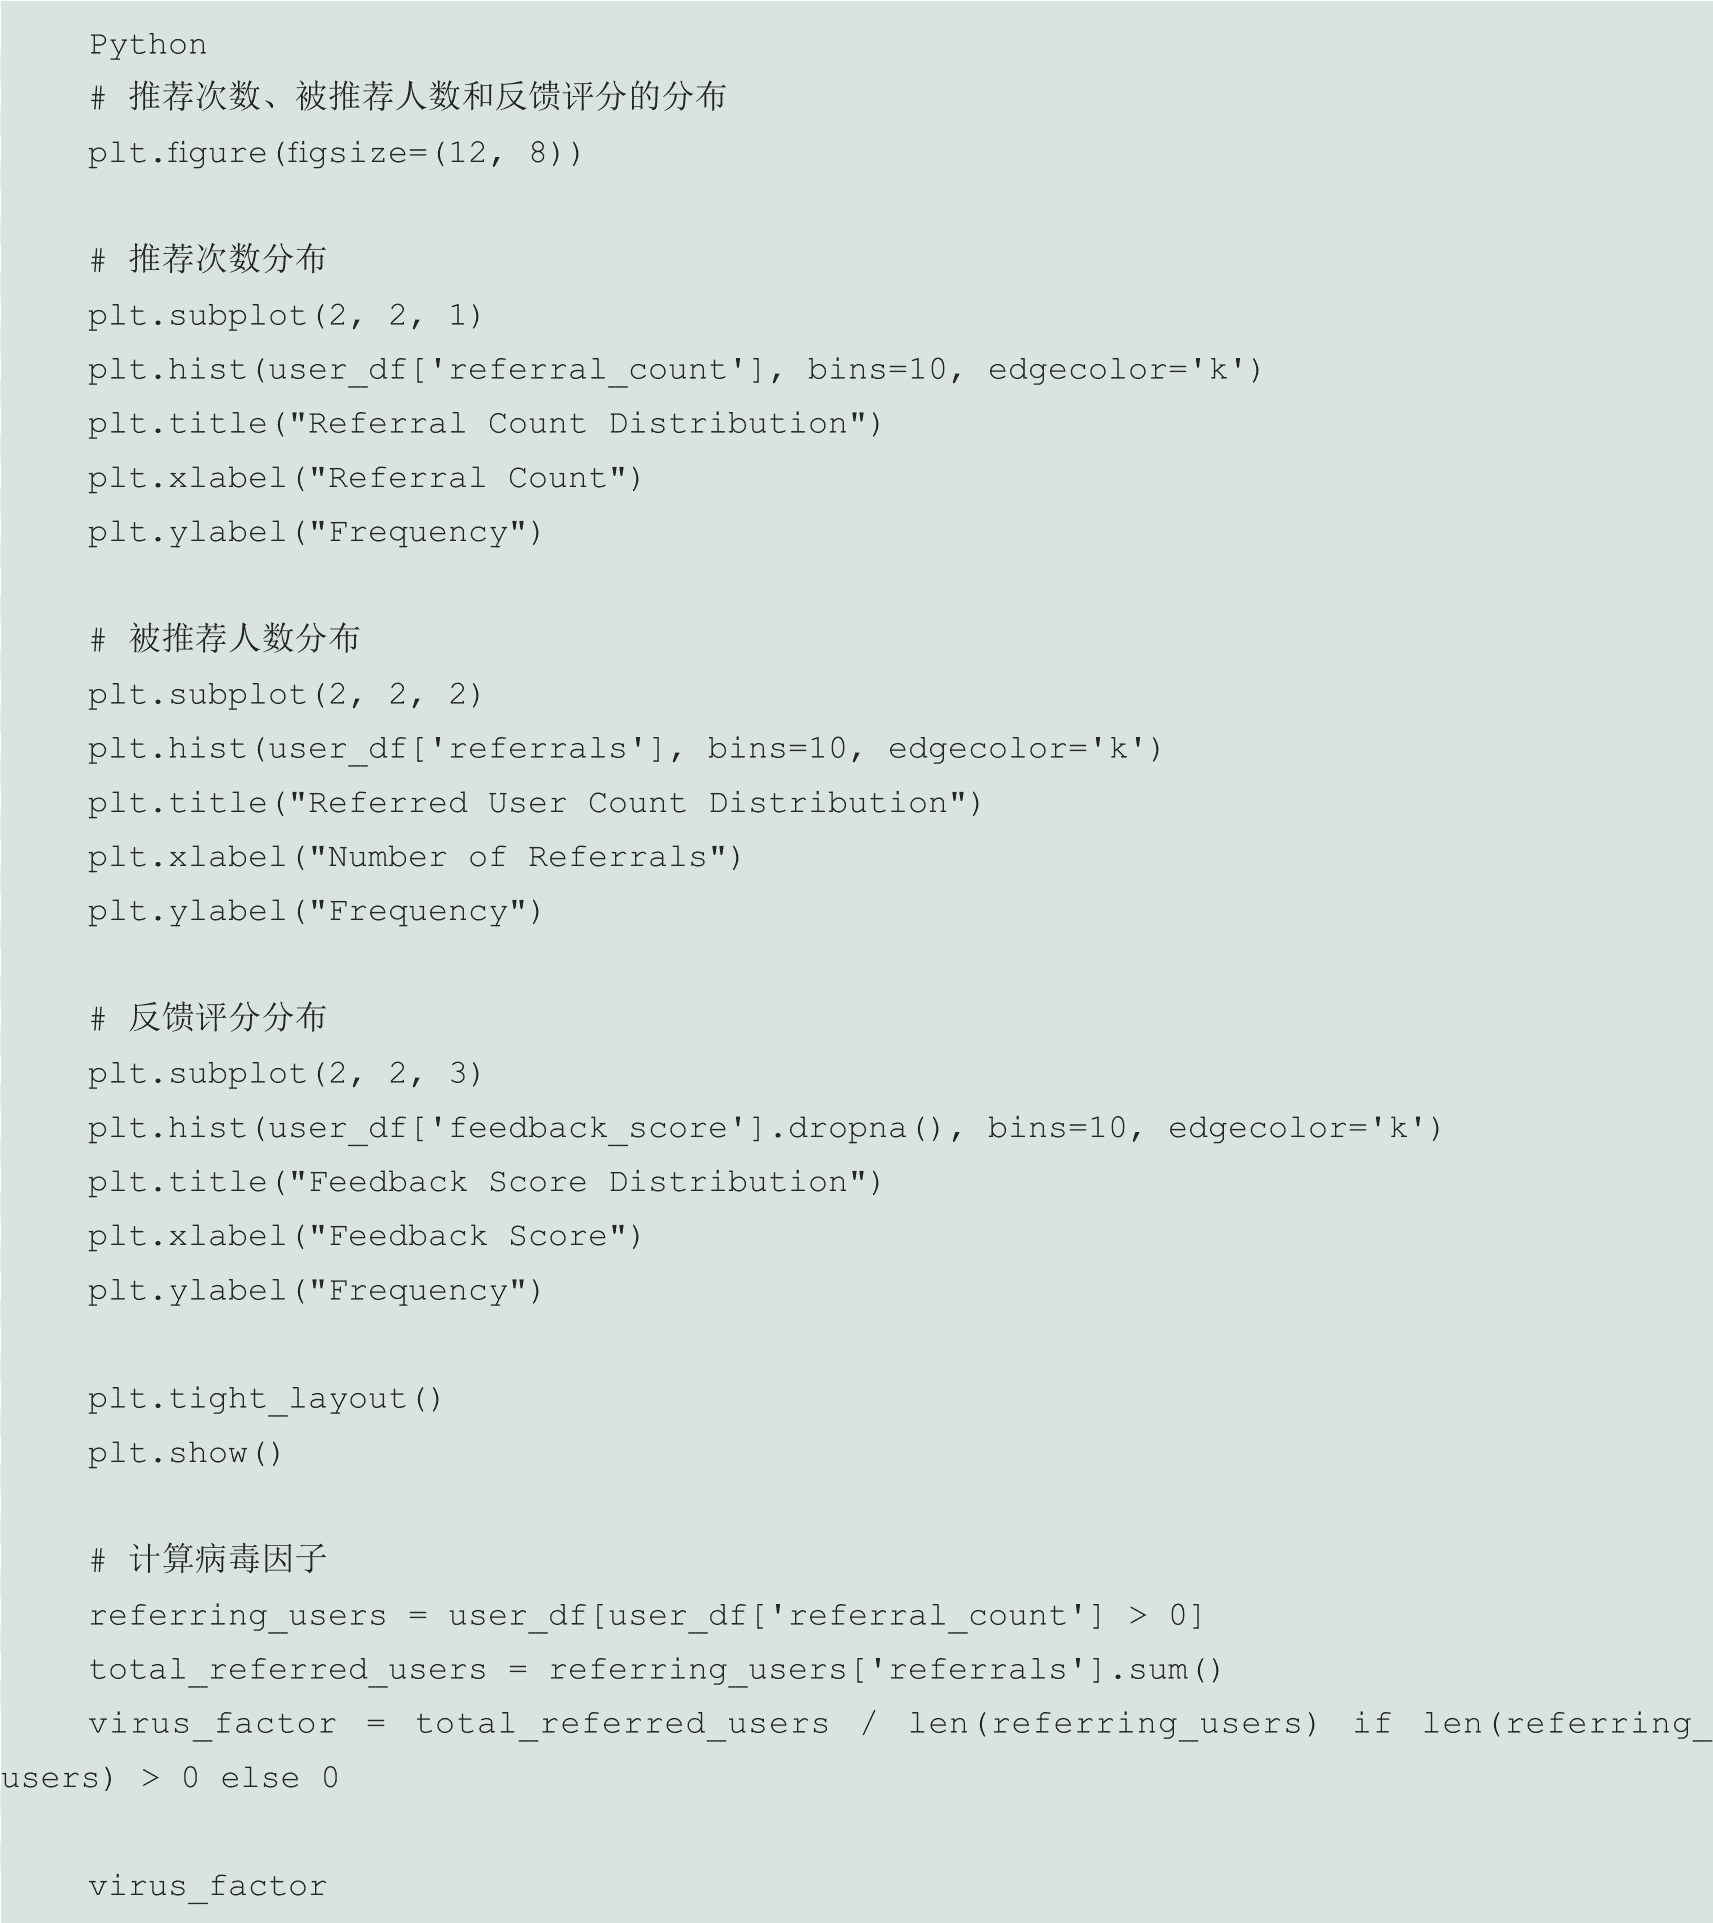 Python
# 推荐次数、被推荐人数和反馈评分的分布
plt.figure(figsize=(12, 8))
# 推荐次数分布
plt.subplot(2, 2, 1)
plt.hist(user_df['referral_count'], bins=10, edgecolor='k')
plt.title("Referral Count Distribution")
plt.xlabel("Referral Count")
plt.ylabel("Frequency")
# 被推荐人数分布
plt.subplot(2, 2, 2)
plt.hist(user_df['referrals'], bins=10, edgecolor='k')
plt.title("Referred User Count Distribution")
plt.xlabel("Number of Referrals")
plt.ylabel("Frequency")
# 反馈评分分布
plt.subplot(2, 2, 3)
plt.hist(user_df['feedback_score'].dropna(), bins=10, edgecolor='k')
plt.title("Feedback Score Distribution")
plt.xlabel("Feedback Score")
plt.ylabel("Frequency")
plt.tight_layout()
plt.show()
# 计算病毒因子
referring_users = user_df[user_df['referral_count'] > 0]
total_referred_users = referring_users['referrals'].sum()
virus_factor = total_referred_users / len(referring_users) if len(referring_
users) > 0 else 0
virus_factor